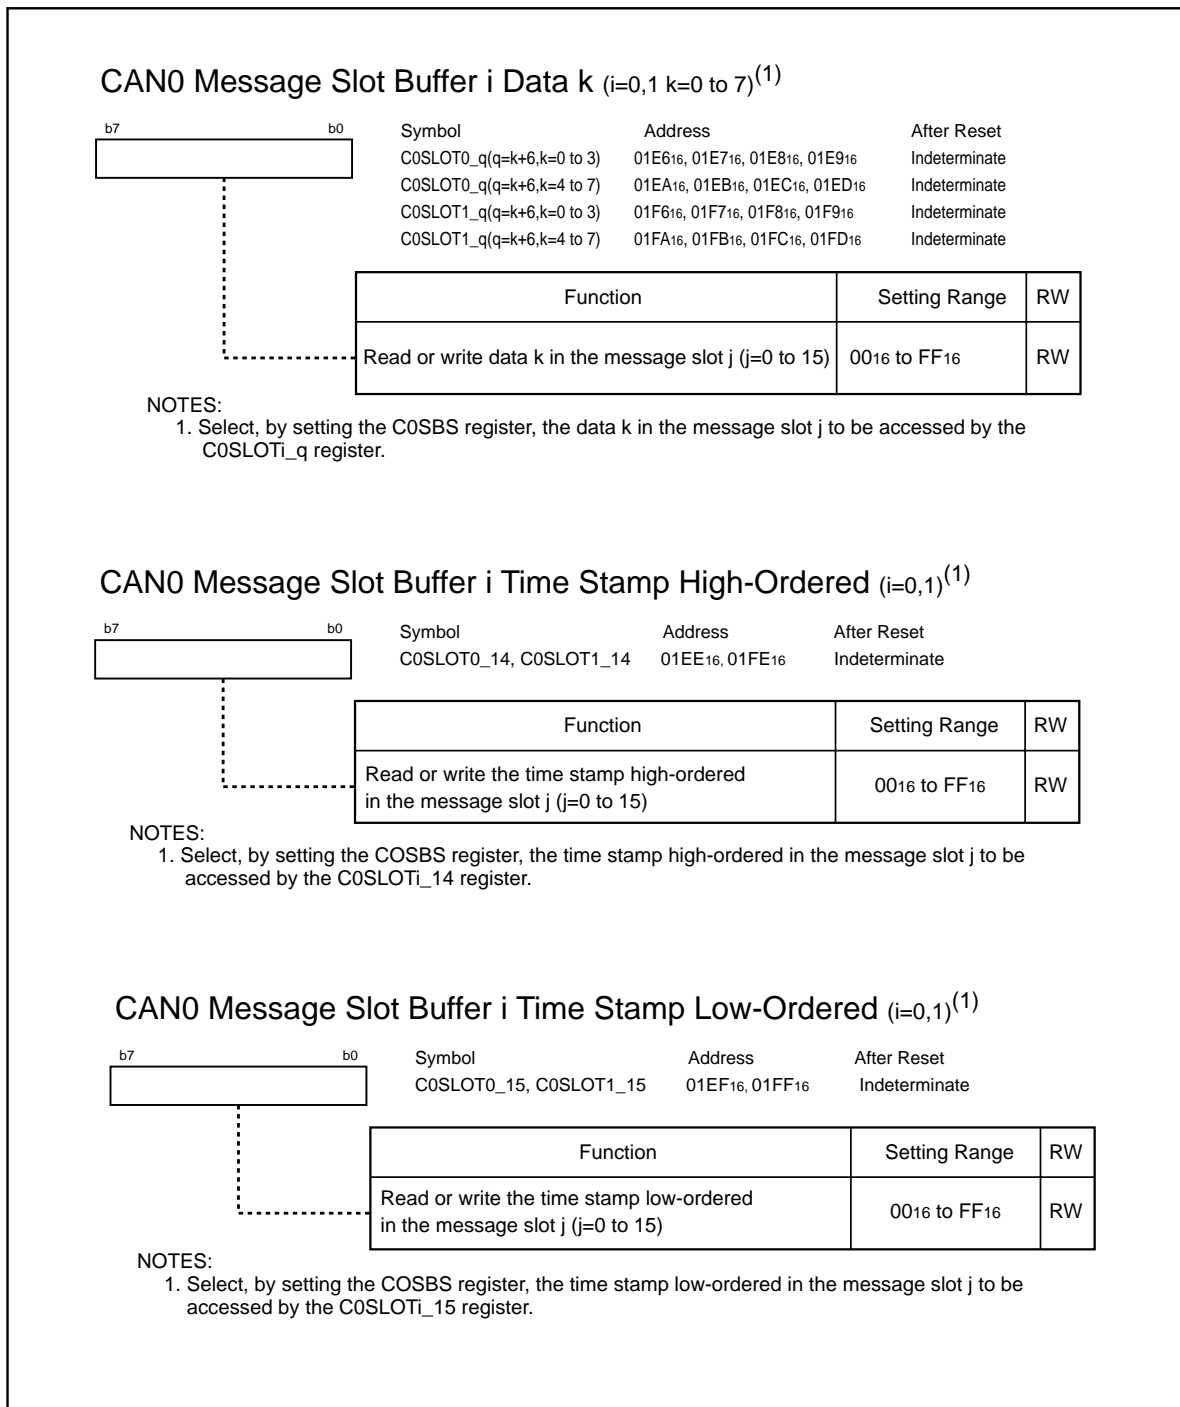 CAN0 Message Slot Buffer i Data k (i=0,1 k=0 to 7)(1)
b7 b0 Symbol Address After Reset
C0SLOT0_q(q=k+6,k=0 to 3) 01E616, 01E716, 01E816, 01E916 Indeterminate
C0SLOT0_q(q=k+6,k=4 to 7) 01EA16, 01EB16, 01EC16, 01ED16 Indeterminate
C0SLOT1_q(q=k+6,k=0 to 3) 01F616, 01F716, 01F816, 01F916 Indeterminate
C0SLOT1_q(q=k+6,k=4 to 7) 01FA16, 01FB16, 01FC16, 01FD16 Indeterminate
Function Setting Range RW
Read or write data k in the message slot j (j=0 to 15) 0016 to FF16 RW
NOTES:
1. Select, by setting the C0SBS register, the data k in the message slot j to be accessed by the
C0SLOTi_q register.
CAN0 Message Slot Buffer i Time Stamp High-Ordered (i=0,1)(1)
b7 b0 Symbol Address After Reset
C0SLOT0_14, C0SLOT1_14 01EE16, 01FE16 Indeterminate
Function Setting Range RW
Read or write the time stamp high-ordered
in the message slot j (j=0 to 15) 0016 to FF16 RW
NOTES:
1. Select, by setting the COSBS register, the time stamp high-ordered in the message slot j to be
accessed by the C0SLOTi_14 register.
CAN0 Message Slot Buffer i Time Stamp Low-Ordered (i=0,1)(1)
b7 b0 Symbol Address After Reset
C0SLOT0_15, C0SLOT1_15 01EF16, 01FF16 Indeterminate
Function Setting Range RW
Read or write the time stamp low-ordered
in the message slot j (j=0 to 15) 0016 to FF16 RW
NOTES:
1. Select, by setting the COSBS register, the time stamp low-ordered in the message slot j to be
accessed by the C0SLOTi_15 register.